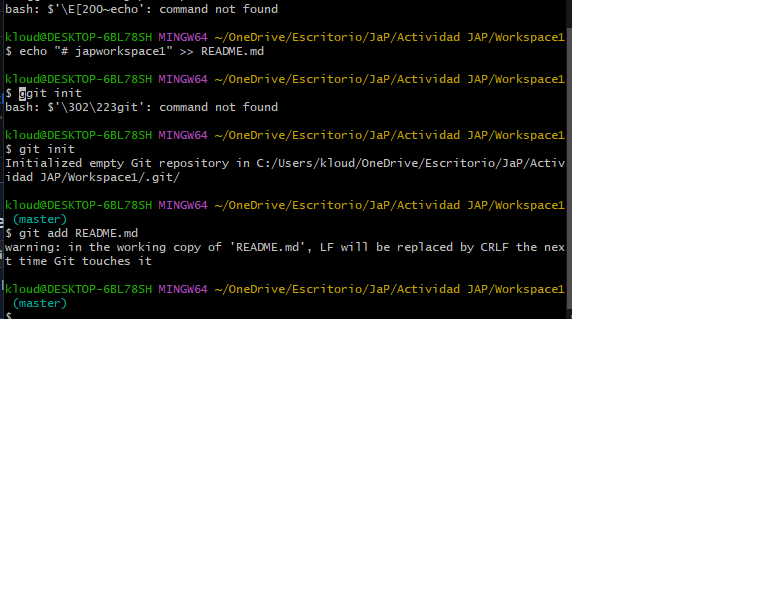 bash: $'\E[200~echo': command not found
kloud@DESKTOP-6BL78SH MINGW64 ~/OneDrive/Escritorio/JaP/Actividad JAP/Workspace1
$ echo "# japworkspace1" >> README.md
kloud@DESKTOP-6BL78SH MINGW64 ~/OneDrive/Escritorio/JaP/Actividad JAP/Workspace1
$ ggit init
bash: $'\302\223git': command not found
kloud@DESKTOP-6BL78SH MINGW64 ~/OneDrive/Escritorio/JaP/Actividad JAP/Workspace1
$ git init
Initialized empty Git repository in C:/Users/kloud/OneDrive/Escritorio/JaP/Activ
idad JAP/Workspace1/.git/
kloud@DESKTOP-6BL78SH MINGW64 ~/OneDrive/Escritorio/JaP/Actividad JAP/Workspace1
(master)
$ git add README.md
warning: in the working copy of 'README.md', LF will be replaced by CRLF the nex
t time Git touches it
kloud@DESKTOP-6BL78SH MINGW64 ~/OneDrive/Escritorio/JaP/Actividad JAP/Workspace1
(master)
$